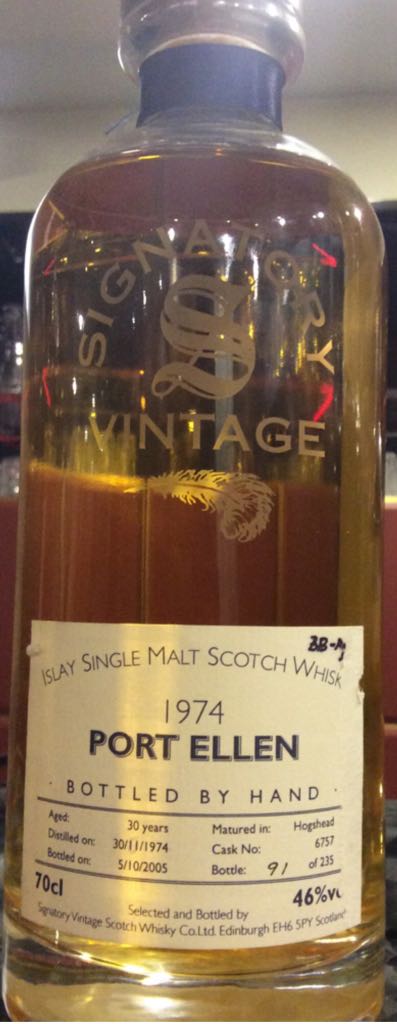 SIGNATORY
S
VINTAGE
ISLAY SINGLE MALT SCOTCH WHISK
1974
PORT ELLEN
· BOTTLED BY HAND ·
Aged: 30 years Matured in: Hogshead
Distilled on: 30/11/1974 Cask No: 6757
Bottled on: 5/10/2005 Bottle: 91 of 235
70cl 46%v
Selected and Bottled by
Signatory Vintage Scotch Whisky Co.Ltd. Edinburgh EH6 5PY Scotland